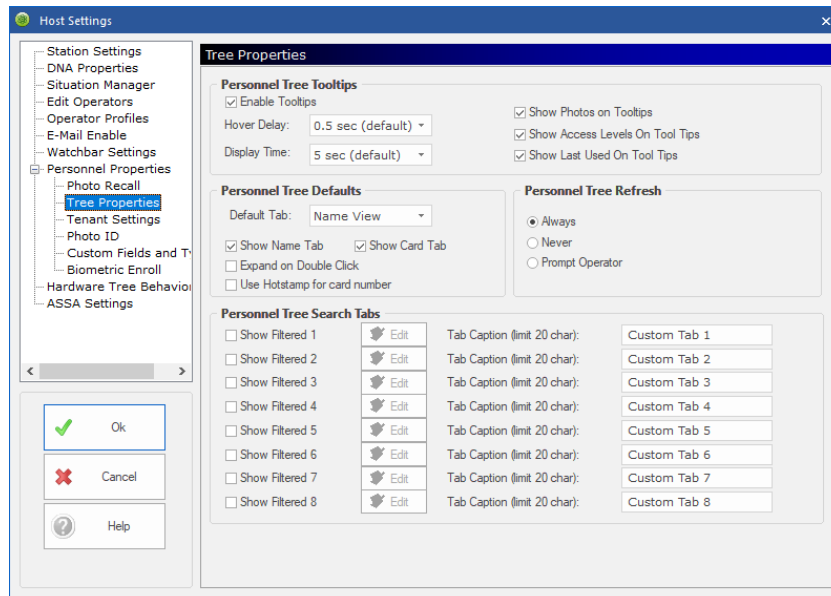 Host Settings
Station Settings
DNA Properties
Situation Manager
Edit Operators
Operator Profiles
E-Mail Enable
Watchbar Settings
Personnel Properties
Photo Recall
Tree Properties
Tenant Settings
Photo ID
Custom Fields and Ty
Biometric Enroll
Hardware Tree Behavior
ASSA Settings
Ok
Cancel
Help
Tree Properties
Personnel Tree Tooltips
Enable Tooltips
Hover Delay: 0.5 sec (default)
Display Time: 5 sec (default)
Show Photos on Tooltips
Show Access Levels On Tool Tips
Show Last Used On Tool Tips
Personnel Tree Defaults
Default Tab: Name View
Show Name Tab Show Card Tab
Expand on Double Click
Use Hotstamp for card number
Personnel Tree Refresh
Always
Never
Prompt Operator
Personnel Tree Search Tabs
Show Filtered 1 Edit Tab Caption (limit 20 char): Custom Tab 1
Show Filtered 2 Edit Tab Caption (limit 20 char): Custom Tab 2
Show Filtered 3 Edit Tab Caption (limit 20 char): Custom Tab 3
Show Filtered 4 Edit Tab Caption (limit 20 char): Custom Tab 4
Show Filtered 5 Edit Tab Caption (limit 20 char): Custom Tab 5
Show Filtered 6 Edit Tab Caption (limit 20 char): Custom Tab 6
Show Filtered 7 Edit Tab Caption (limit 20 char): Custom Tab 7
Show Filtered 8 Edit Tab Caption (limit 20 char): Custom Tab 8